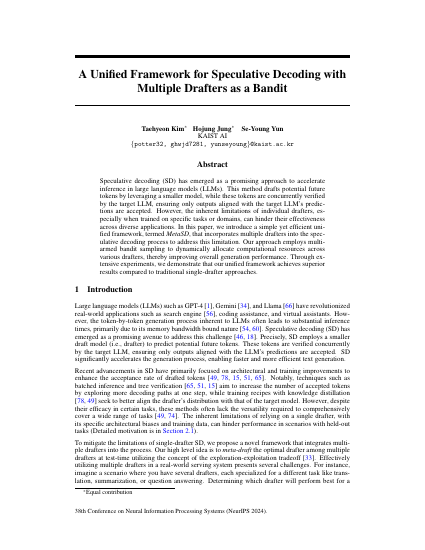 A Unified Framework for Speculative Decoding with
Multiple Drafters as a Bandit
Taehyeon Kim* Hojung Jung* Se-Young Yun
KAIST AI
{potter32, ghwjd7281, yunseyoung}@kaist.ac.kr
Abstract
Speculative decoding (SD) has emerged as a promising approach to accelerate
inference in large language models (LLMs). This method drafts potential future
tokens by leveraging a smaller model, while these tokens are concurrently verified
by the target LLM, ensuring only outputs aligned with the target LLM's predic-
tions are accepted. However, the inherent limitations of individual drafters, es-
pecially when trained on specific tasks or domains, can hinder their effectiveness
across diverse applications. In this paper, we introduce a simple yet efficient uni-
fied framework, termed MetaSD, that incorporates multiple drafters into the spe-
culative decoding process to address this limitation. Our approach employs multi-
armed bandit sampling to dynamically allocate computational resources across
various drafters, thereby improving overall generation performance. Through ex-
tensive experiments, we demonstrate that our unified framework achieves superior
results compared to traditional single-drafter approaches.
1 Introduction
Large language models (LLMs) such as GPT-4 [1], Gemini [34], and Llama [66] have revolutionized
real-world applications such as search engine [56], coding assistance, and virtual assistants. How-
ever, the token-by-token generation process inherent to LLMs often leads to substantial inference
times, primarily due to its memory bandwidth bound nature [54, 60]. Speculative decoding (SD) has
emerged as a promising avenue to address this challenge [46, 18]. Precisely, SD employs a smaller
draft model (i.e., drafter) to predict potential future tokens. These tokens are verified concurrently
by the target LLM, ensuring only outputs aligned with the LLM's predictions are accepted. SD
significantly accelerates the generation process, enabling faster and more efficient text generation.
Recent advancements in SD have primarily focused on architectural and training improvements to
enhance the acceptance rate of drafted tokens [49, 78, 15, 51, 65]. Notably, techniques such as
batched inference and tree verification [65, 51, 15] aim to increase the number of accepted tokens
by exploring more decoding paths at one step, while training recipes with knowledge distillation
[78, 49] seek to better align the drafter's distribution with that of the target model. However, despite
their efficacy in certain tasks, these methods often lack the versatility required to comprehensively
cover a wide range of tasks [49, 74]. The inherent limitations of relying on a single drafter, with
its specific architectural biases and training data, can hinder performance in scenarios with held-out
tasks (Detailed motivation is in Section 2.1).
To mitigate the limitations of single-drafter SD, we propose a novel framework that integrates multi-
ple drafters into the process. Our high level idea is to meta-draft the optimal drafter among multiple
drafters at test-time utilizing the concept of the exploration-exploitation tradeoff [33]. Effectively
utilizing multiple drafters in a real-world serving system presents several challenges. For instance,
imagine a scenario where you have several drafters, each specialized for a different task like trans-
lation, summarization, or question answering. Determining which drafter will perform best for a
*Equal contribution
38th Conference on Neural Information Processing Systems (NeurIPS 2024).